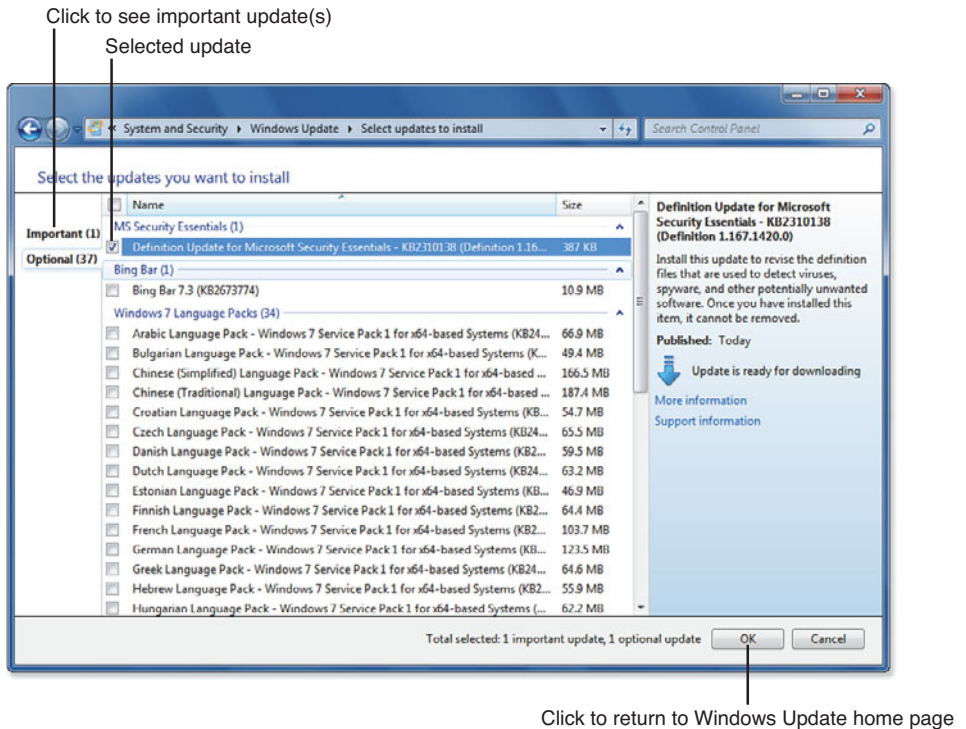 Click to see important update(s)
Selected update
« System and Security ▸ Windows Update ▸ Select updates to install
Search Control Panel
Select the updates you want to install
Name Size
Important (1)
Optional (37)
MS Security Essentials (1)
Definition Update for Microsoft Security Essentials - KB2310138 (Definition 1.16... 387 KB
Bing Bar (1)
Bing Bar 7.3 (KB2673774) 10.9 MB
Windows 7 Language Packs (34)
Arabic Language Pack - Windows 7 Service Pack 1 for x64-based Systems (KB24... 66.9 MB
Bulgarian Language Pack - Windows 7 Service Pack 1 for x64-based Systems (K... 49.4 MB
Chinese (Simplified) Language Pack - Windows 7 Service Pack 1 for x64-based ... 166.5 MB
Chinese (Traditional) Language Pack - Windows 7 Service Pack 1 for x64-based ... 187.4 MB
Croatian Language Pack - Windows 7 Service Pack 1 for x64-based Systems (KB... 54.7 MB
Czech Language Pack - Windows 7 Service Pack 1 for x64-based Systems (KB24... 65.5 MB
Danish Language Pack - Windows 7 Service Pack 1 for x64-based Systems (KB2... 59.5 MB
Dutch Language Pack - Windows 7 Service Pack 1 for x64-based Systems (KB24... 63.2 MB
Estonian Language Pack - Windows 7 Service Pack 1 for x64-based Systems (KB... 46.9 MB
Finnish Language Pack - Windows 7 Service Pack 1 for x64-based Systems (KB2... 64.4 MB
French Language Pack - Windows 7 Service Pack 1 for x64-based Systems (KB2... 103.7 MB
German Language Pack - Windows 7 Service Pack 1 for x64-based Systems (KB... 123.5 MB
Greek Language Pack - Windows 7 Service Pack 1 for x64-based Systems (KB24... 64.6 MB
Hebrew Language Pack - Windows 7 Service Pack 1 for x64-based Systems (KB2... 55.9 MB
Hungarian Language Pack - Windows 7 Service Pack 1 for x64-based Systems (... 62.2 MB
Definition Update for Microsoft
Security Essentials - KB2310138
(Definition 1.167.1420.0)
Install this update to revise the definition
files that are used to detect viruses,
spyware, and other potentially unwanted
software. Once you have installed this
item, it cannot be removed.
Published: Today
Update is ready for downloading
More information
Support information
Total selected: 1 important update, 1 optional update
OK
Cancel
Click to return to Windows Update home page